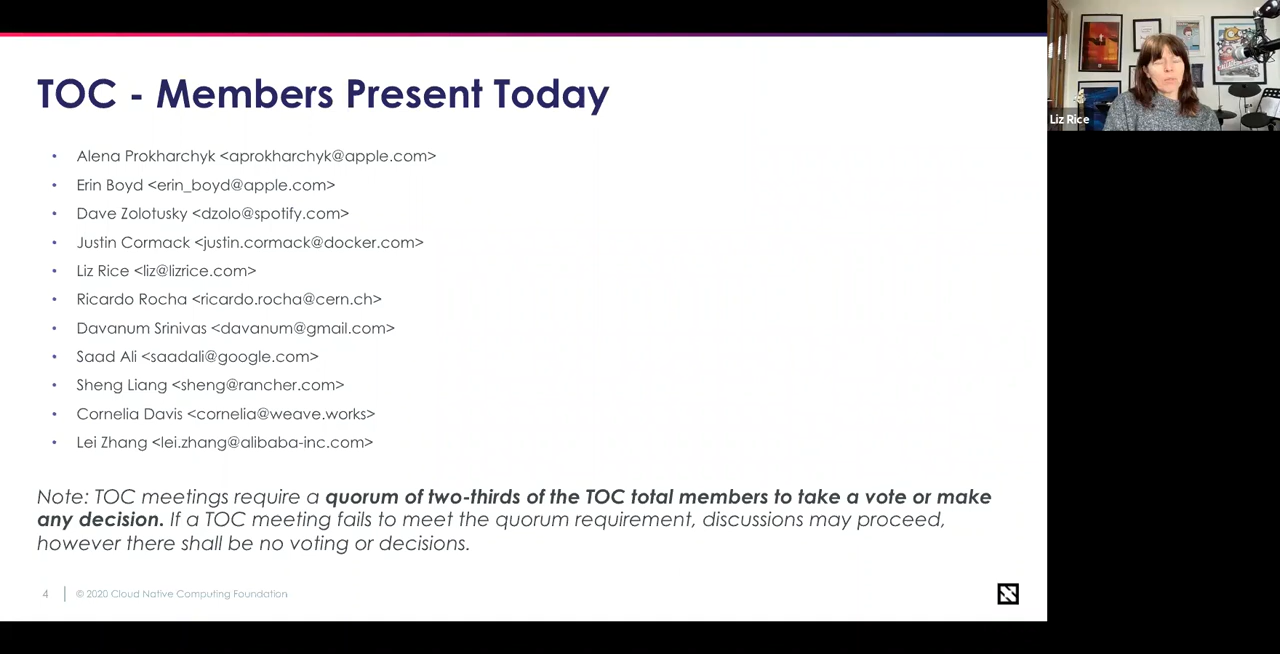 TOC - Members Present Today
• Alena Prokharchyk <aprokharchyk@apple.com>
• Erin Boyd <erin_boyd@apple.com>
• Dave Zolotusky <dzolo@spotify.com>
• Justin Cormack <justin.cormack@docker.com>
• Liz Rice <liz@lizrice.com>
• Ricardo Rocha <ricardo.rocha@cern.ch>
• Davanum Srinivas <davanum@gmail.com>
• Saad Ali <saadali@google.com>
• Sheng Liang <sheng@rancher.com>
• Cornelia Davis <cornelia@weave.works>
• Lei Zhang <lei.zhang@alibaba-inc.com>
Note: TOC meetings require a quorum of two-thirds of the TOC total members to take a vote or make
any decision. If a TOC meeting fails to meet the quorum requirement, discussions may proceed,
however there shall be no voting or decisions.
4 © 2020 Cloud Native Computing Foundation
Liz Rice